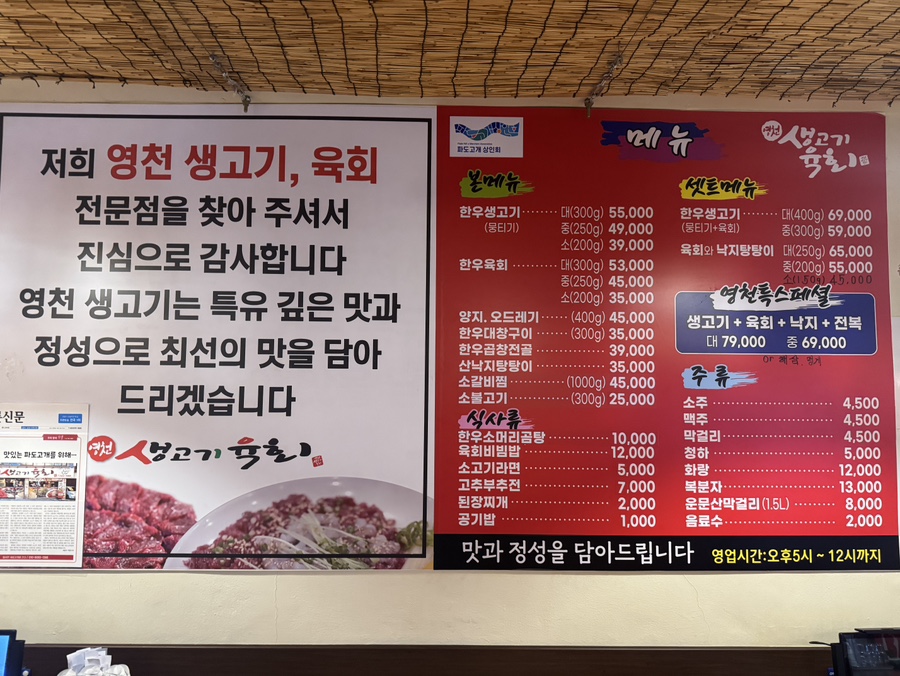 저희 영천 생고기, 육회
전문점을 찾아 주셔서
진심으로 감사합니다
영천 생고기는 특유 깊은 맛과
정성으로 최선의 맛을 담아
드리겠습니다
영천 생고기 육회
신문
맛있는 파도고개를 위해
파도고개 상인회
메뉴
영천 생고기 육회
본메뉴
한우생고기 대(300g) 55,000
(뭉티기) 중(250g) 49,000
소(200g) 39,000
한우육회 대(300g) 53,000
중(250g) 45,000
소(200g) 35,000
양지. 오드레기 (400g) 45,000
한우대창구이 (300g) 35,000
한우곱창전골 39,000
산낙지탕탕이 35,000
소갈비찜 (1000g) 45,000
소불고기 (300g) 25,000
식사류
한우소머리곰탕 10,000
육회비빔밥 12,000
소고기라면 5,000
고추부추전 7,000
된장찌개 2,000
공기밥 1,000
셋트메뉴
한우생고기 대(400g) 69,000
(뭉티기+육회) 중(300g) 59,000
육회와 낙지탕탕이 대(250g) 65,000
중(200g) 55,000
소(150g) 45.000
영천특스페셜
생고기 + 육회 + 낙지 + 전복
대 79,000 중 69,000
or
주류
소주 4,500
맥주 4,500
막걸리 4,500
청하 5,000
화랑 12,000
복분자 13,000
운문산막걸리(1.5L) 8,000
음료수 2,000
맛과 정성을 담아드립니다 영업시간:오후5시 ~ 12시까지